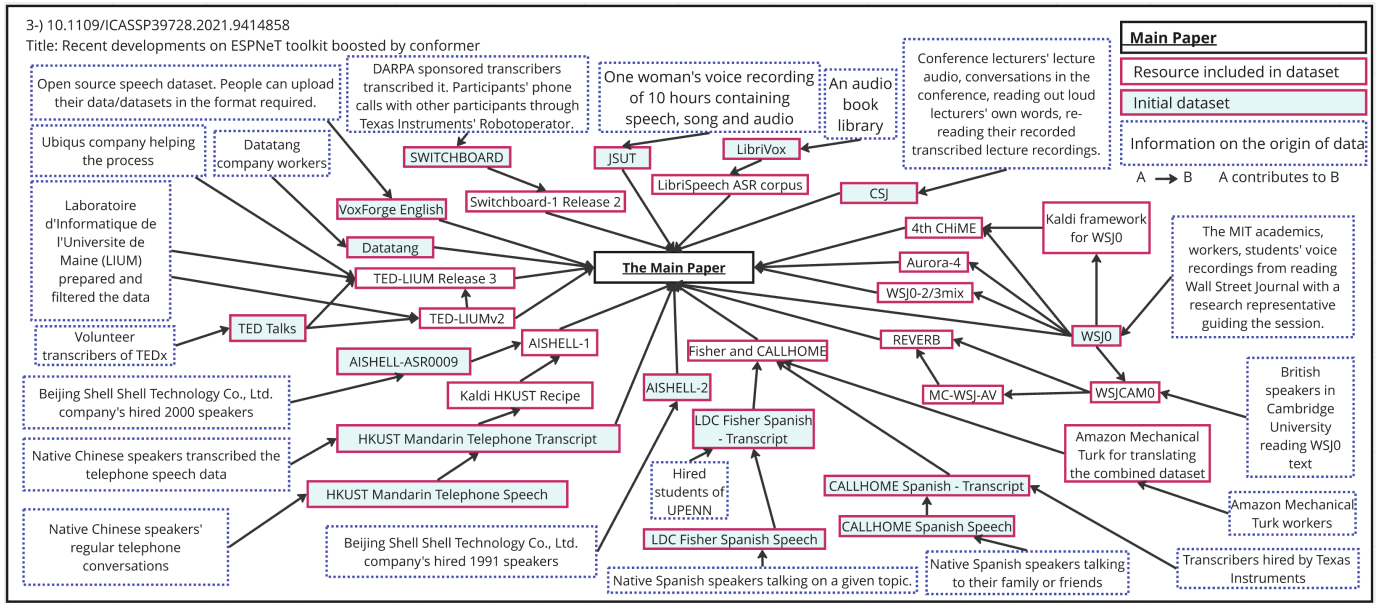 3-) 10.1109/ICASSP39728.2021.9414858
Title: Recent developments on ESPNeT toolkit boosted by conformer
Main Paper
Resource included in dataset
Initial dataset
Information on the origin of data
A → B A contributes to B
Open source speech dataset. People can upload
their data/datasets in the format required.
DARPA sponsored transcribers
transcribed it. Participants' phone
calls with other participants through
Texas Instruments' Robotoperator.
One woman's voice recording
of 10 hours containing
speech, song and audio
An audio
book
library
Conference lecturers' lecture
audio, conversations in the
conference, reading out loud
lecturers' own words, re-
reading their recorded
transcribed lecture recordings.
Ubiqus company helping
the process
Datatang
company workers
SWITCHBOARD
JSUT
LibriVox
LibriSpeech ASR corpus
CSJ
Laboratoire
d'Informatique de
l'Universite de
Maine (LIUM)
prepared and
filtered the data
VoxForge English
Switchboard-1 Release 2
Datatang
4th CHiME
Kaldi framework
for WSJ0
The MIT academics,
workers, students' voice
recordings from reading
Wall Street Journal with a
research representative
guiding the session.
TED-LIUM Release 3
The Main Paper
Aurora-4
WSJ0-2/3mix
TED-LIUMv2
TED Talks
Volunteer
transcribers of TEDx
AISHELL-1
AISHELL-ASR0009
Fisher and CALLHOME
REVERB
WSJ0
Beijing Shell Shell Technology Co., Ltd.
company's hired 2000 speakers
Kaldi HKUST Recipe
AISHELL-2
MC-WSJ-AV
WSJCAM0
British
speakers in
Cambridge
University
reading WSJ0
text
HKUST Mandarin Telephone Transcript
LDC Fisher Spanish
- Transcript
Amazon Mechanical
Turk for translating
the combined dataset
Native Chinese speakers transcribed the
telephone speech data
Hired
students of
UPENN
HKUST Mandarin Telephone Speech
CALLHOME Spanish - Transcript
Amazon Mechanical
Turk workers
Native Chinese speakers'
regular telephone
conversations
Beijing Shell Shell Technology Co., Ltd.
company's hired 1991 speakers
LDC Fisher Spanish Speech
CALLHOME Spanish Speech
Native Spanish speakers talking on a given topic.
Native Spanish speakers talking
to their family or friends
Transcribers hired by Texas
Instruments